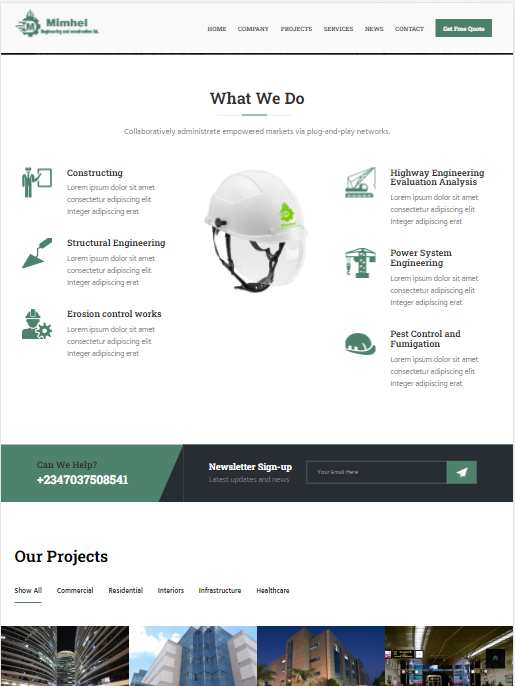 Mimhel
Engineering and construction ltd.
HOME COMPANY PROJECTS SERVICES NEWS CONTACT Get Free Quote
What We Do
Collaboratively administrate empowered markets via plug-and-play networks.
Constructing
Lorem ipsum dolor sit amet
consectetur adipiscing elit
Integer adipiscing erat
Structural Engineering
Lorem ipsum dolor sit amet
consectetur adipiscing elit
Integer adipiscing erat
Erosion control works
Lorem ipsum dolor sit amet
consectetur adipiscing elit
Integer adipiscing erat
Highway Engineering
Evaluation Analysis
Lorem ipsum dolor sit amet
consectetur adipiscing elit
Integer adipiscing erat
Power System
Engineering
Lorem ipsum dolor sit amet
consectetur adipiscing elit
Integer adipiscing erat
Pest Control and
Fumigation
Lorem ipsum dolor sit amet
consectetur adipiscing elit
Integer adipiscing erat
Can We Help?
+2347037508541
Newsletter Sign-up
Latest updates and news
Your Email Here
Our Projects
Show All Commercial Residential Interiors Infrastructure Healthcare